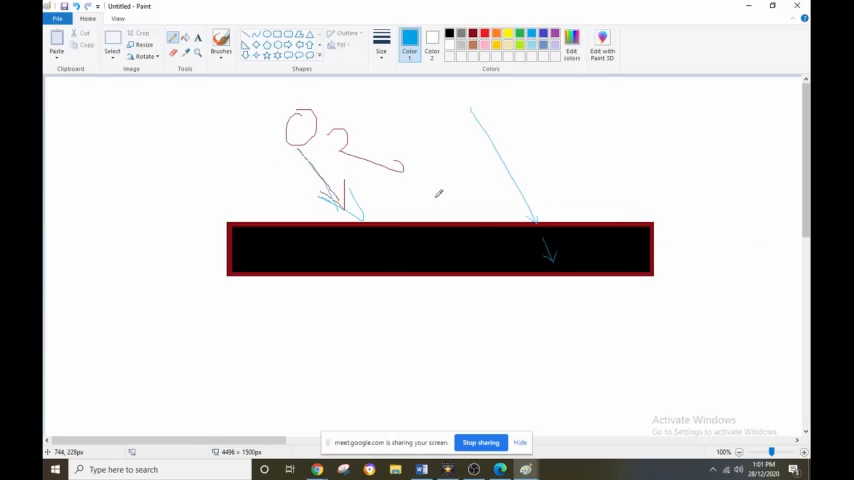 Untitled - Paint
File
Home
View
Paste
Cut
Copy
Clipboard
Select
Crop
Resize
Rotate
Image
Tools
Brushes
Shapes
Outline
Fill
Size
Color 1
Color 2
Colors
Edit colors
Edit with Paint 3D
O2
Activate Windows
Go to Settings to activate Windows.
meet.google.com is sharing your screen.
Stop sharing
Hide
744, 228px
4496 × 1500px
100%
Type here to search
1:01 PM
28/12/2020